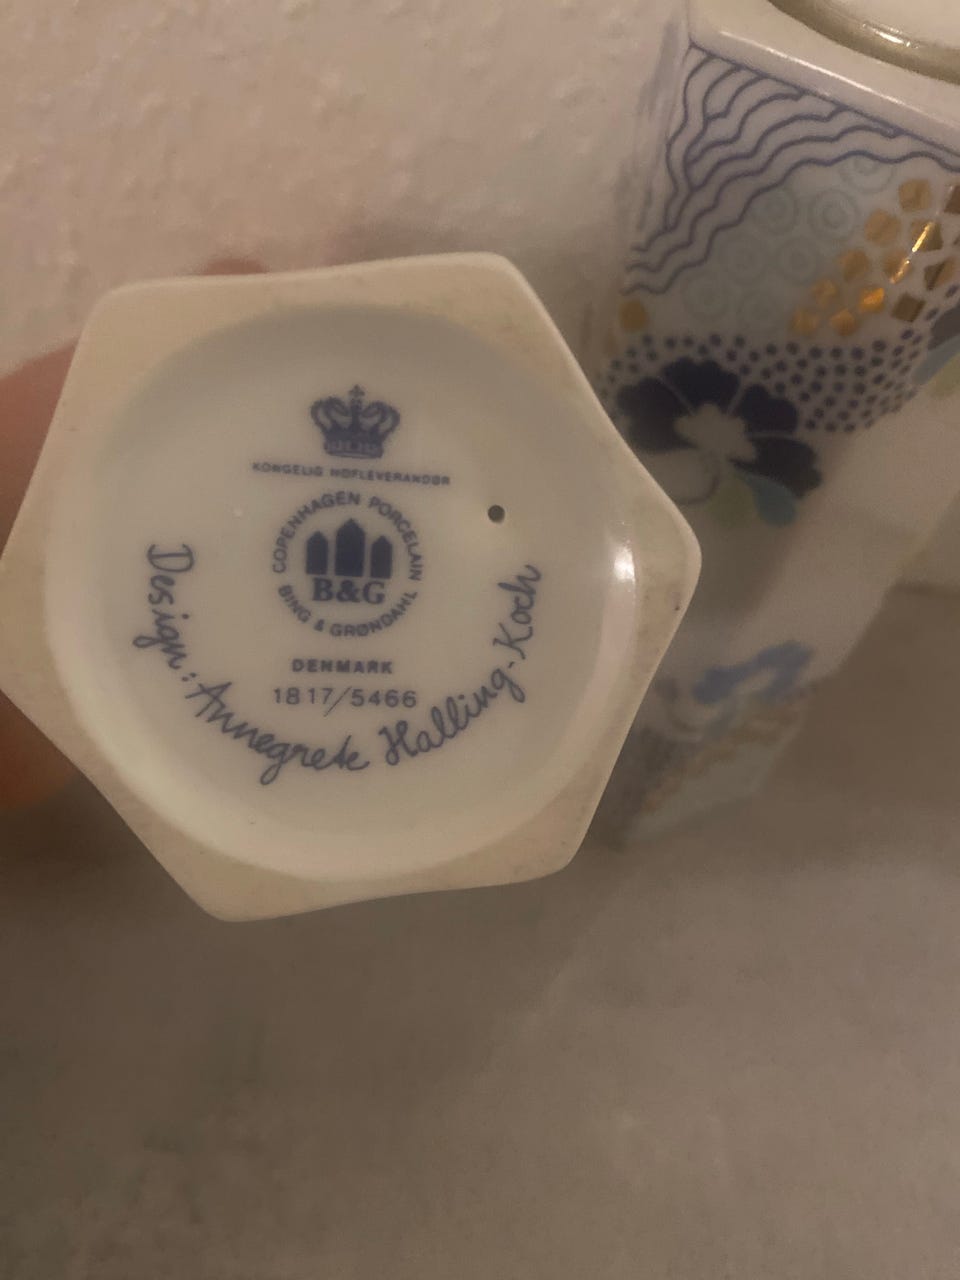 KONGELIG HOFLEVERANDØR
COPENHAGEN PORCELAIN
B&G
BING & GRØNDAHL
DENMARK
1817/5466
Design: Annegrete Halling-Koch